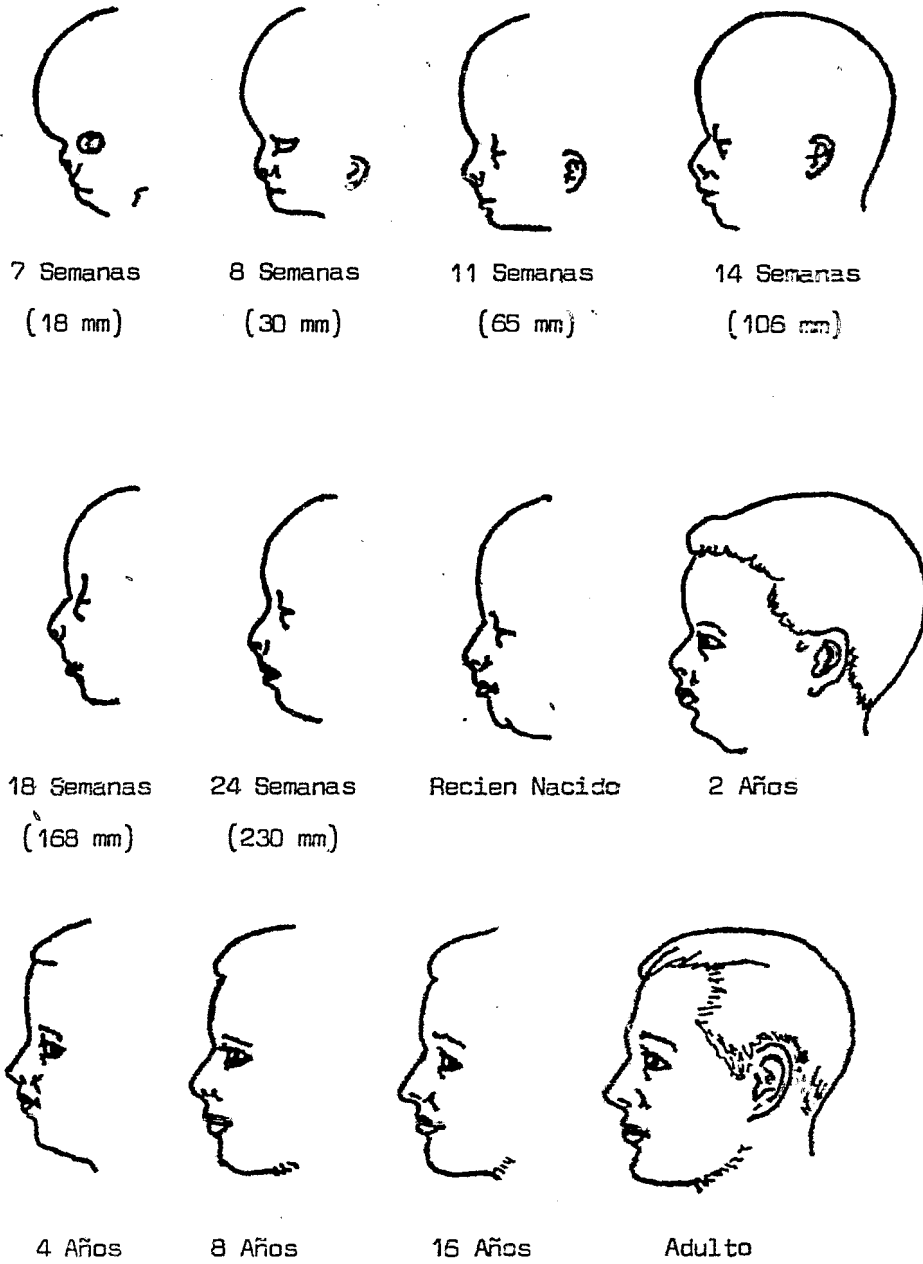 7 Semanas 8 Semanas 11 Semanas 14 Semanas
(18 mm) (30 mm) (65 mm) (106 mm)
18 Semanas 24 Semanas Recien Nacido 2 Años
(168 mm) (230 mm)
4 Años 8 Años 16 Años Adulto